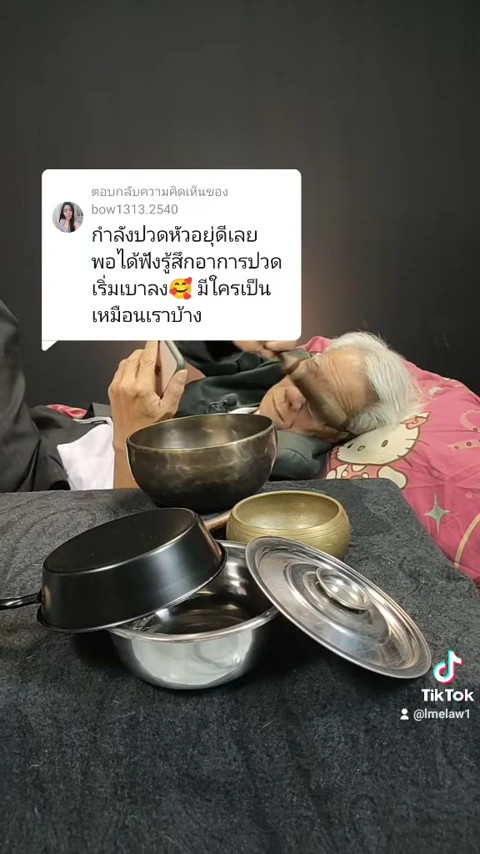 ตอบกลับความคิดเห็นของ
bow1313.2540
กำลังปวดหัวอยุ่ดีเลย
พอได้ฟังรู้สึกอาการปวด
เริ่มเบาลง🥰 มีใครเป็น
เหมือนเราบ้าง
TikTok
@lmelaw1